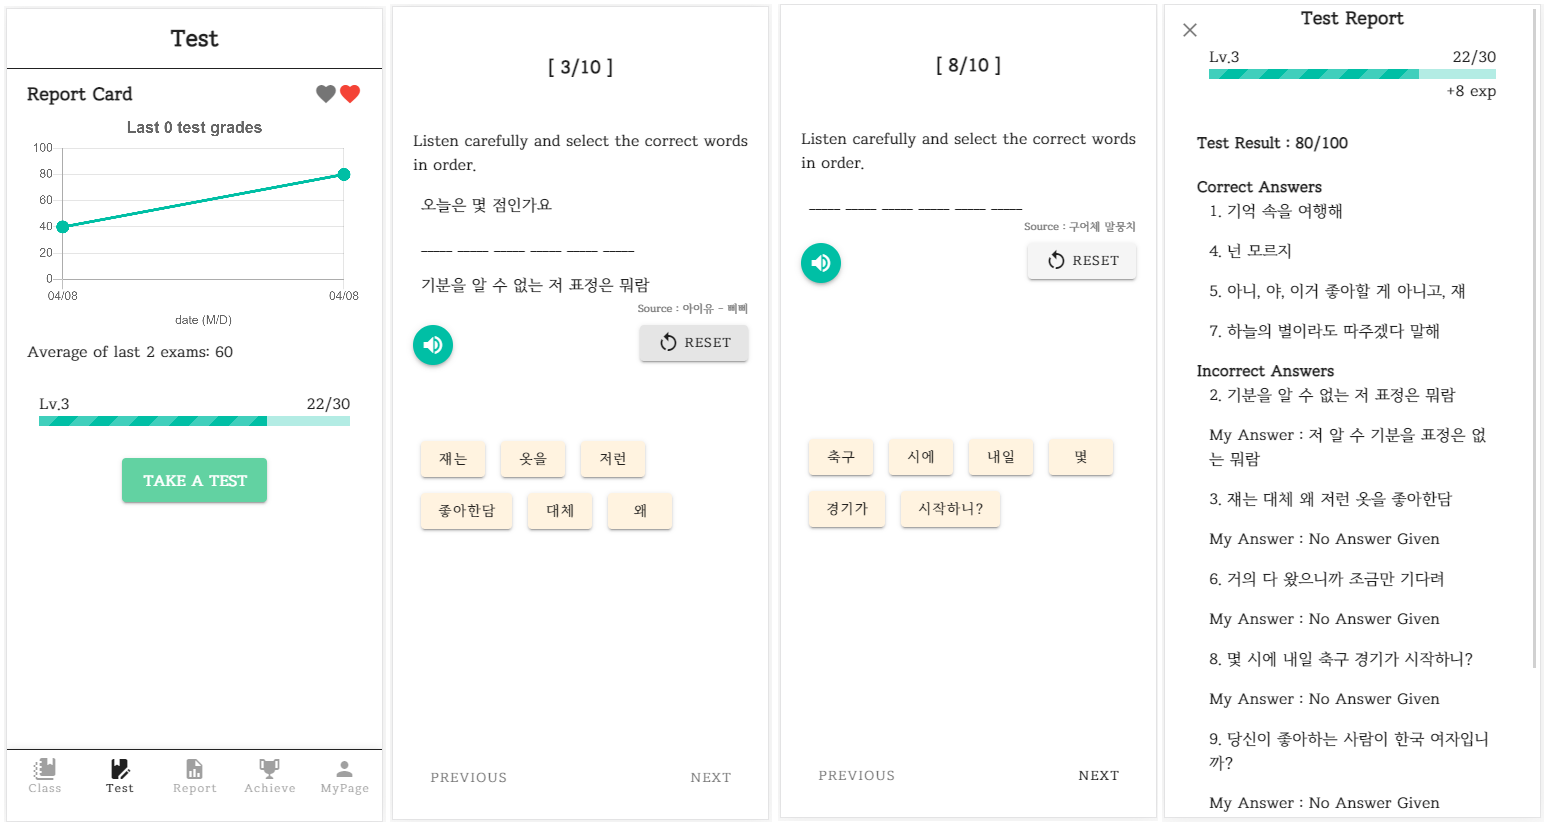 Test
Report Card
Last 0 test grades
100
80
60
40
20
0
04/08
04/08
date (M/D)
Average of last 2 exams: 60
Lv.3
22/30
TAKE A TEST
Class
Test
Report
Achieve
MyPage
[ 3/10 ]
Listen carefully and select the correct words
in order.
오늘은 몇 점인가요
_____ _____ _____ _____ _____ _____
기분을 알 수 없는 저 표정은 뭐람
Source : 아이유 - 삐삐
RESET
쟤는
옷을
저런
좋아한담
대체
왜
PREVIOUS
NEXT
[ 8/10 ]
Listen carefully and select the correct words
in order.
_____ _____ _____ _____ _____ _____
Source : 구어체 말뭉치
RESET
축구
시에
내일
몇
경기가
시작하니?
PREVIOUS
NEXT
Test Report
Lv.3
22/30
+8 exp
Test Result : 80/100
Correct Answers
1. 기억 속을 여행해
4. 넌 모르지
5. 아니, 야, 이거 좋아할 게 아니고, 쟤
7. 하늘의 별이라도 따주겠다 말해
Incorrect Answers
2. 기분을 알 수 없는 저 표정은 뭐람
My Answer : 저 알 수 기분을 표정은 없
는 뭐람
3. 쟤는 대체 왜 저런 옷을 좋아한담
My Answer : No Answer Given
6. 거의 다 왔으니까 조금만 기다려
My Answer : No Answer Given
8. 몇 시에 내일 축구 경기가 시작하니?
My Answer : No Answer Given
9. 당신이 좋아하는 사람이 한국 여자입니
까?
My Answer : No Answer Given